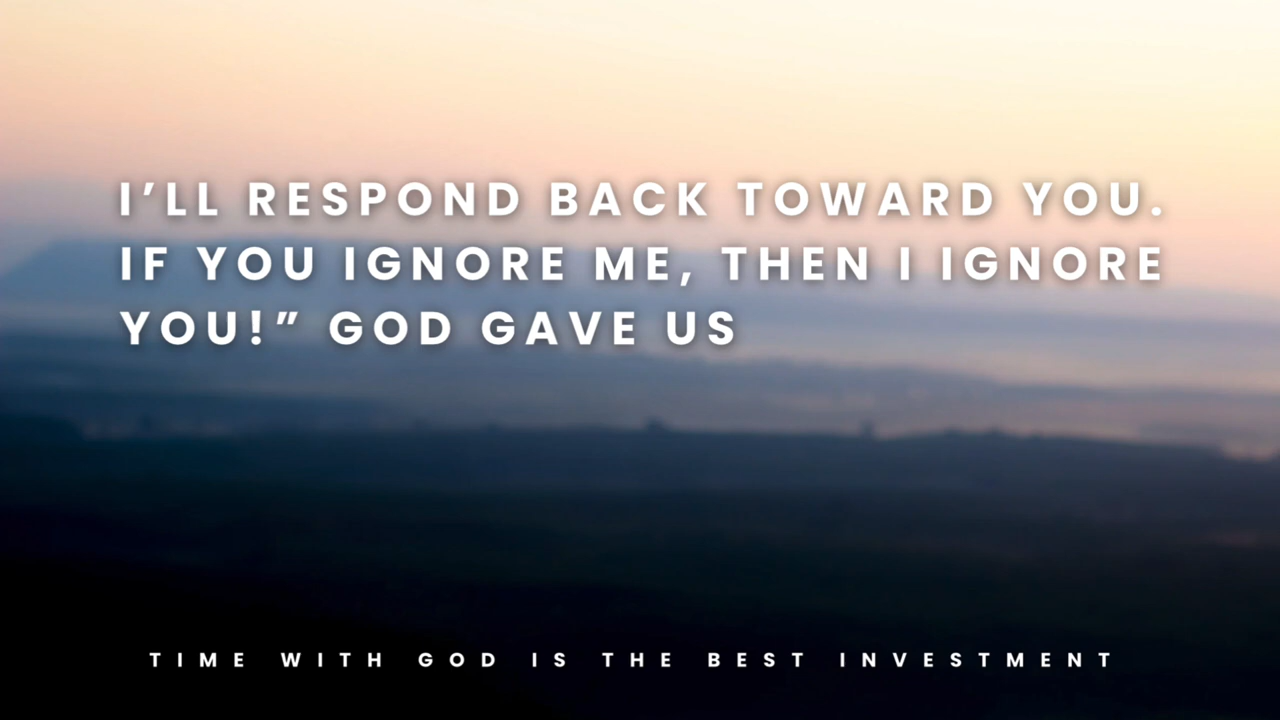 I’LL RESPOND BACK TOWARD YOU.
IF YOU IGNORE ME, THEN I IGNORE
YOU!” GOD GAVE US
TIME WITH GOD IS THE BEST INVESTMENT